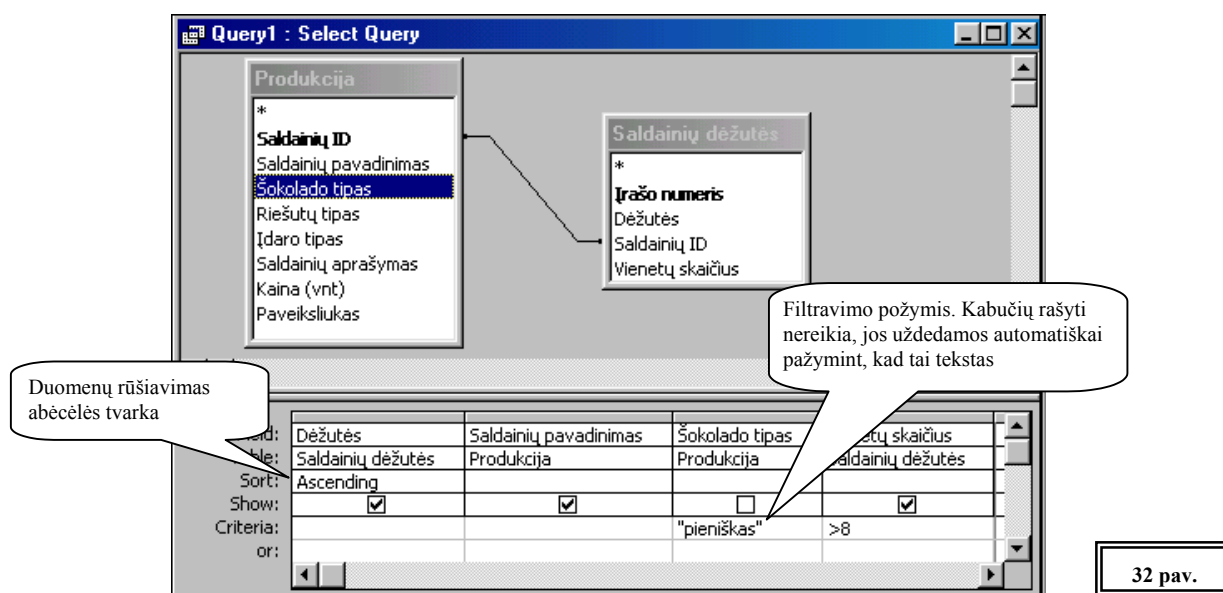 Query1 : Select Query
Produkcija
*
Saldainių ID
Saldainių pavadinimas
Šokolado tipas
Riešutų tipas
Įdaro tipas
Saldainių aprašymas
Kaina (vnt)
Paveiksliukas
Saldainių dėžutės
*
Įrašo numeris
Dėžutės
Saldainių ID
Vienetų skaičius
Filtravimo požymis. Kabučių rašyti
nereikia, jos uždedamos automatiškai
pažymint, kad tai tekstas
Duomenų rūšiavimas
abėcėlės tvarka
Dėžutės Saldainių pavadinimas Šokolado tipas skaičius
Saldainių dėžutės Produkcija Produkcija dėžutės
Sort: Ascending
Show:
Criteria: "pieniškas" >8
or:
32 pav.